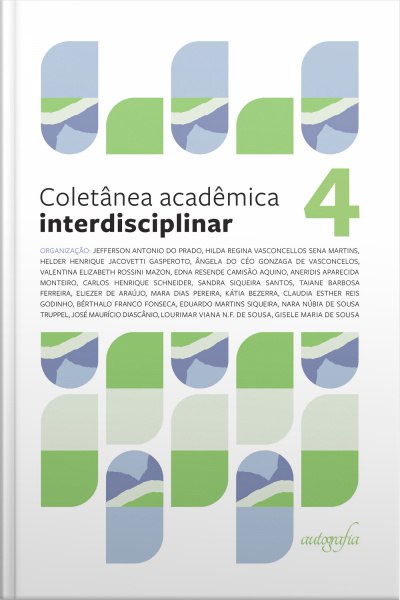 Coletânea acadêmica
interdisciplinar
4
ORGANIZAÇÃO: JEFFERSON ANTONIO DO PRADO, HILDA REGINA VASCONCELLOS SENA MARTINS,
HELDER HENRIQUE JACOVETTI GASPEROTO, ÂNGELA DO CÉO GONZAGA DE VASCONCELOS,
VALENTINA ELIZABETH ROSSINI MAZON, EDNA RESENDE CAMISÃO AQUINO, ANERIDIS APARECIDA
MONTEIRO, CARLOS HENRIQUE SCHNEIDER, SANDRA SIQUEIRA SANTOS, TAIANE BARBOSA
FERREIRA, ELIEZER DE ARAÚJO, MARA DIAS PEREIRA, KÁTIA BEZERRA, CLAUDIA ESTHER REIS
GODINHO, BÉRTHALO FRANCO FONSECA, EDUARDO MARTINS SIQUEIRA, NARA NÚBIA DE SOUSA
TRUPPEL, JOSÉ MAURÍCIO DIASCÂNIO, LOURIMAR VIANA N.F. DE SOUSA, GISELE MARIA DE SOUSA
autografia